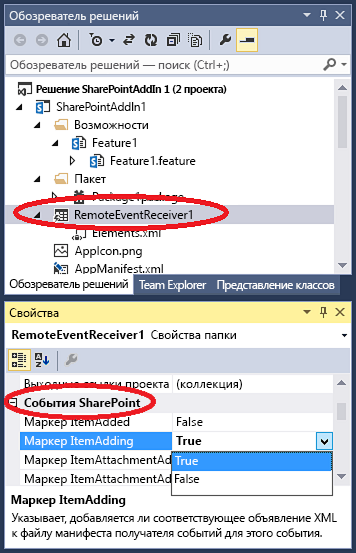 Обозреватель решений
Обозреватель решений — поиск (Ctrl+;)
Решение SharePointAddIn 1 (2 проекта)
SharePointAddIn1
Возможности
Feature1
Feature1.feature
Пакет
Package1.package
RemoteEventReceiver1
Elements.xml
AppIcon.png
AppManifest.xml
Обозреватель решений Team Explorer Представление классов
Свойства
RemoteEventReceiver1 Свойства папки
Выходные ссылки проекта (коллекция)
События SharePoint
Маркер ItemAdded False
Маркер ItemAdding True
Маркер ItemAttachmentAd True
Маркер ItemAttachmentAd False
Маркер ItemAdding
Указывает, добавляется ли соответствующее объявление XML
к файлу манифеста получателя событий для этого события.